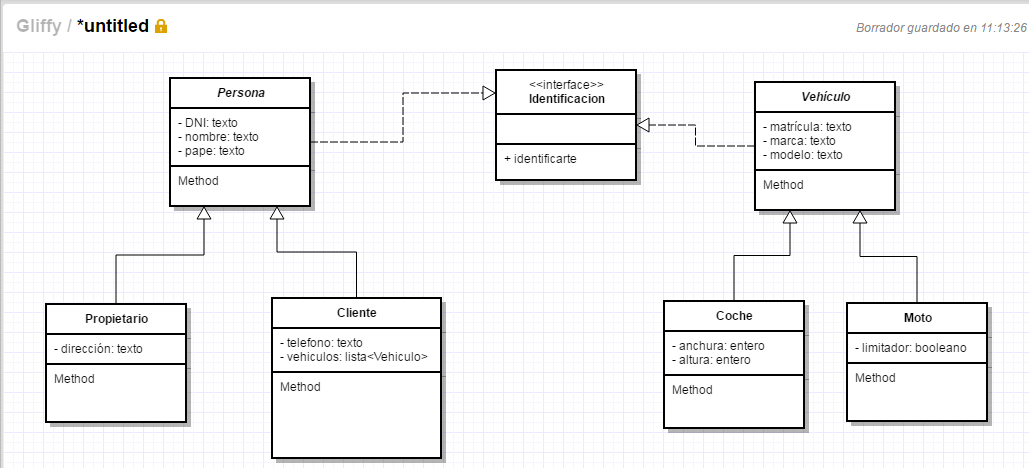 Gliffy / *untitled
Borrador guardado en 11:13:26
Persona
- DNI: texto
- nombre: texto
- pape: texto
Method
<<interface>>
Identificacion
+ identificarte
Vehículo
- matrícula: texto
- marca: texto
- modelo: texto
Method
Propietario
- dirección: texto
Method
Cliente
- telefono: texto
- vehiculos: lista<Vehiculo>
Method
Coche
- anchura: entero
- altura: entero
Method
Moto
- limitador: booleano
Method